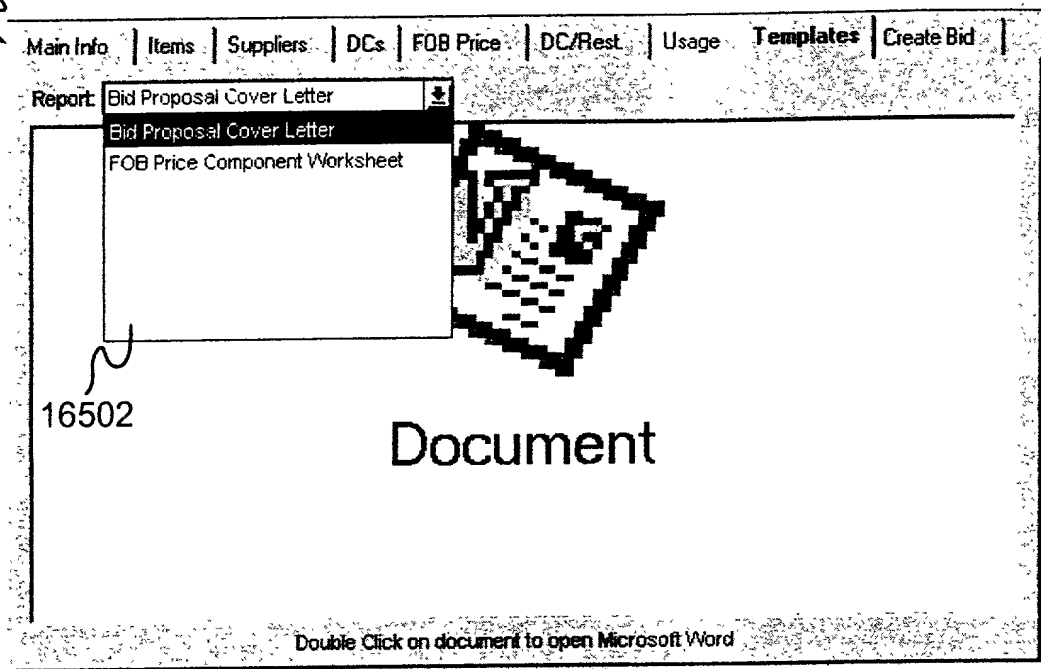 Main Info Items Suppliers DCs FOB Price DC/Rest. Usage Templates Create Bid
Report: Bid Proposal Cover Letter
Bid Proposal Cover Letter
FOB Price Component Worksheet
16502
Document
Double Click on document to open Microsoft Word